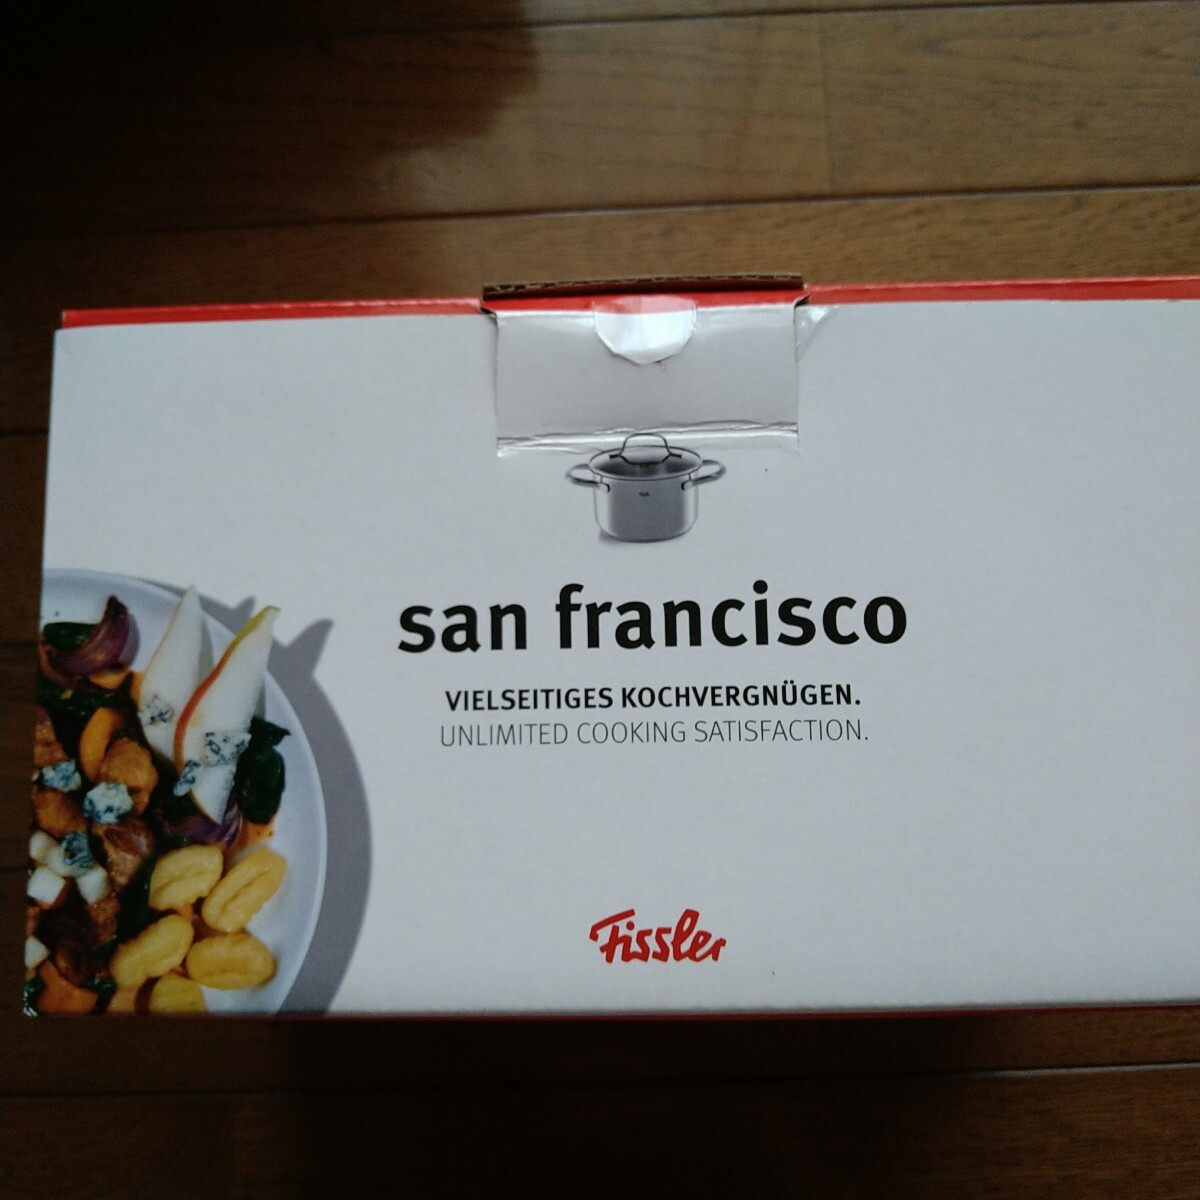 san francisco
VIELSEITIGES KOCHVERGNÜGEN.
UNLIMITED COOKING SATISFACTION.
Fissler